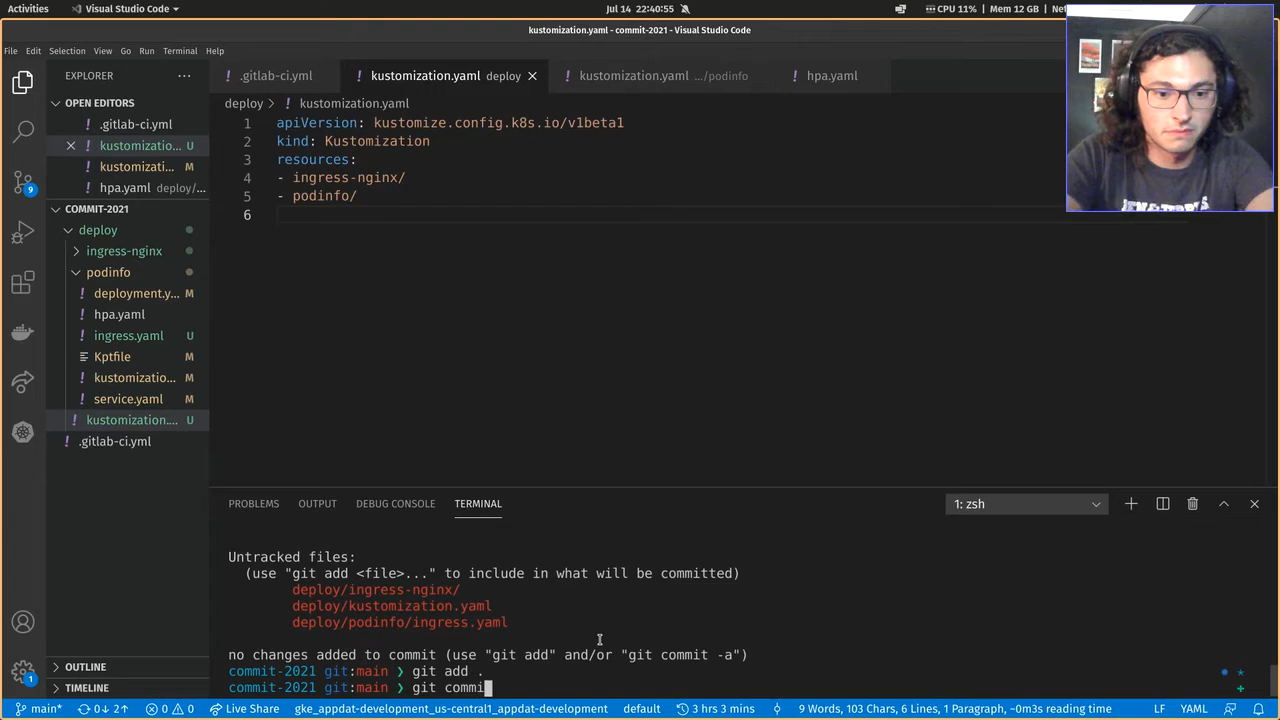 Activities
Visual Studio Code
Jul 14 22:40:55
CPU 11% | Mem 12 GB |
kustomization.yaml - commit-2021 - Visual Studio Code
File Edit Selection View Go Run Terminal Help
EXPLORER
OPEN EDITORS
! .gitlab-ci.yml
! kustomizatio... U
! kustomizati... M
! hpa.yaml deploy/...
COMMIT-2021
deploy
ingress-nginx
podinfo
! deployment.y... M
! hpa.yaml
! ingress.yaml U
Kptfile M
! kustomizatio... M
! service.yaml M
! kustomization.... U
! .gitlab-ci.yml
OUTLINE
TIMELINE
9
1
! .gitlab-ci.yml
! kustomization.yaml deploy
! kustomization.yaml .../podinfo
! hpa.yaml
deploy > ! kustomization.yaml
1 apiVersion: kustomize.config.k8s.io/v1beta1
2 kind: Kustomization
3 resources:
4 - ingress-nginx/
5 - podinfo/
6
PROBLEMS OUTPUT DEBUG CONSOLE TERMINAL
1: zsh
Untracked files:
(use "git add <file>..." to include in what will be committed)
deploy/ingress-nginx/
deploy/kustomization.yaml
deploy/podinfo/ingress.yaml
no changes added to commit (use "git add" and/or "git commit -a")
commit-2021 git:main ❯ git add .
commit-2021 git:main ❯ git commi
main* 0↓ 2↑ 0 0 Live Share gke_appdat-development_us-central1_appdat-development default 3 hrs 3 mins 9 Words, 103 Chars, 6 Lines, 1 Paragraph, ~0m3s reading time LF YAML